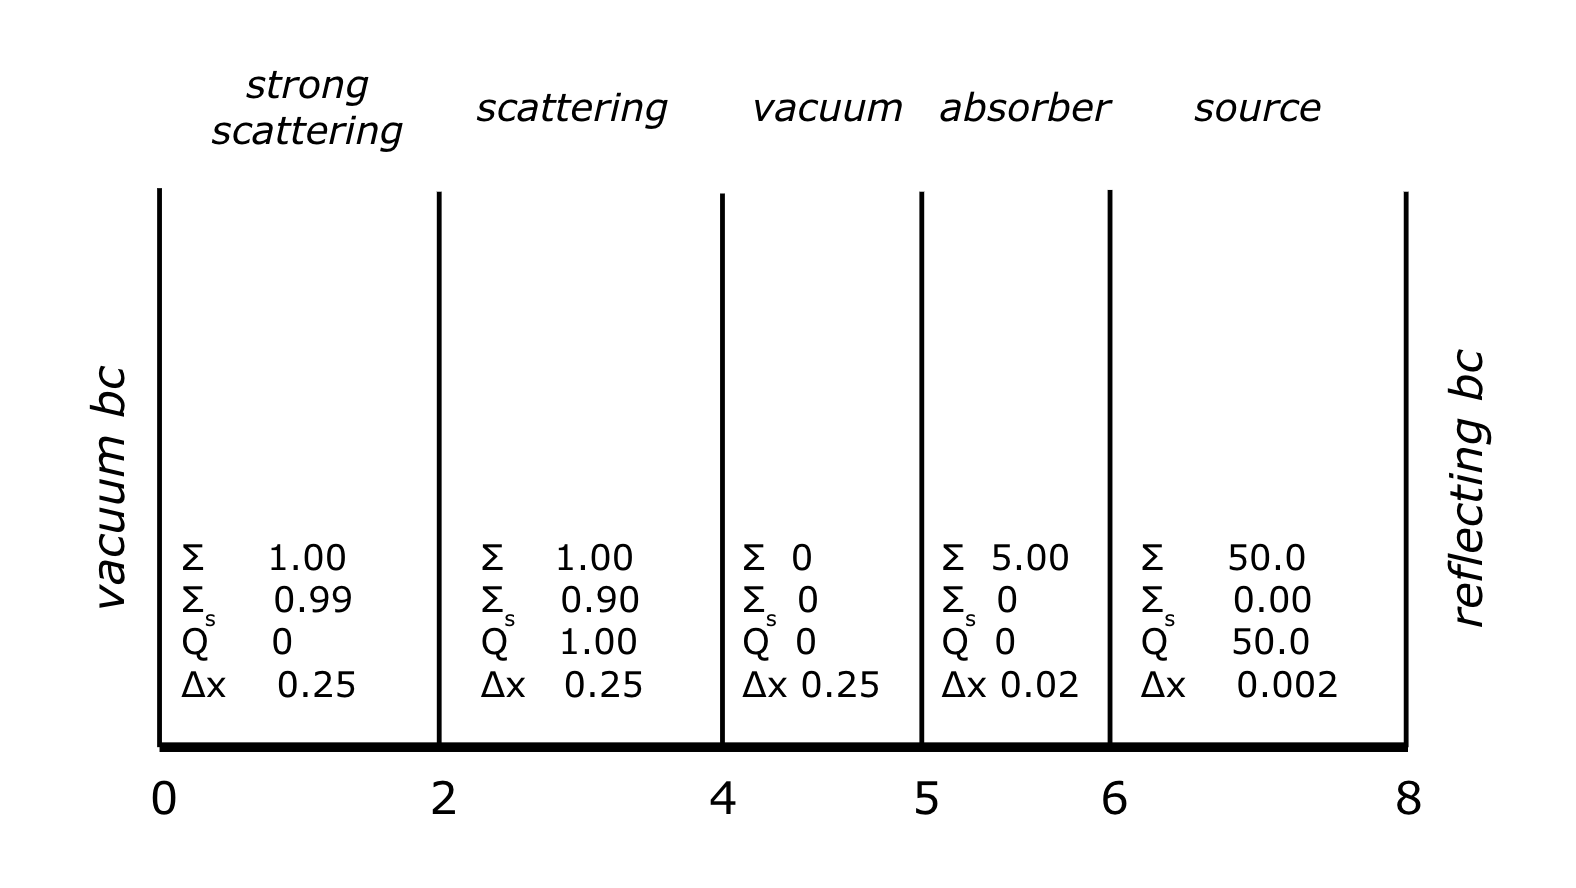 strong
scattering
scattering
vacuum
absorber
source
vacuum bc
Σ 1.00
Σs 0.99
Q 0
Δx 0.25
Σ 1.00
Σs 0.90
Q 1.00
Δx 0.25
Σ 0
Σs 0
Q 0
Δx 0.25
Σ 5.00
Σs 0
Q 0
Δx 0.02
Σ 50.0
Σs 0.00
Q 50.0
Δx 0.002
reflecting bc
0 2 4 5 6 8